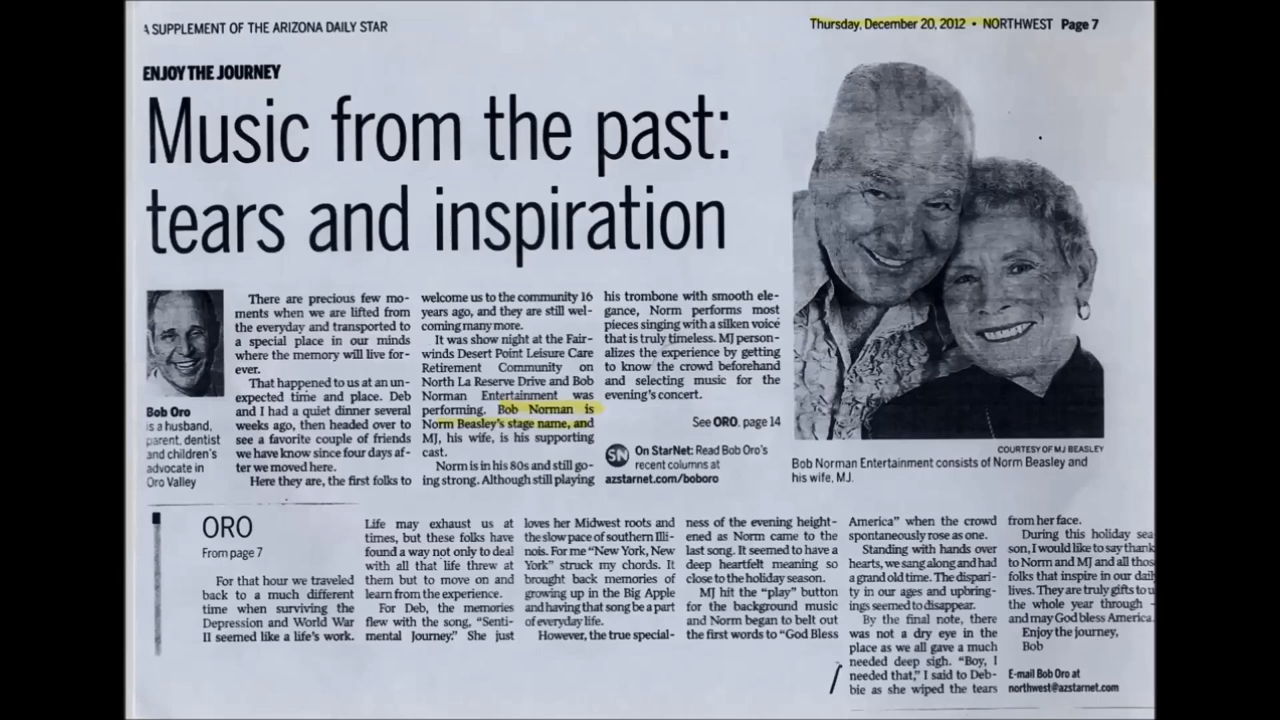 A SUPPLEMENT OF THE ARIZONA DAILY STAR
Thursday, December 20, 2012 • NORTHWEST Page 7
ENJOY THE JOURNEY
Music from the past:
tears and inspiration
Bob Oro
is a husband,
parent, dentist
and children's
advocate in
Oro Valley
There are precious few mo-
ments when we are lifted from
the everyday and transported to
a special place in our minds
where the memory will live for-
ever.
That happened to us at an un-
expected time and place. Deb
and I had a quiet dinner several
weeks ago, then headed over to
see a favorite couple of friends
we have know since four days af-
ter we moved here.
Here they are, the first folks to
welcome us to the community 16
years ago, and they are still wel-
coming many more.
It was show night at the Fair-
winds Desert Point Leisure Care
Retirement Community on
North La Reserve Drive and Bob
Norman Entertainment was
performing. Bob Norman is
Norm Beasley's stage name, and
MJ, his wife, is his supporting
cast.
Norm is in his 80s and still go-
ing strong. Although still playing
his trombone with smooth ele-
gance, Norm performs most
pieces singing with a silken voice
that is truly timeless. MJ person-
alizes the experience by getting
to know the crowd beforehand
and selecting music for the
evening's concert.
See ORO, page 14
SN
On StarNet: Read Bob Oro's
recent columns at
azstarnet.com/boboro
COURTESY OF MJ BEASLEY
Bob Norman Entertainment consists of Norm Beasley and
his wife, MJ.
ORO
From page 7
For that hour we traveled
back to a much different
time when surviving the
Depression and World War
II seemed like a life's work.
Life may exhaust us at
times, but these folks have
found a way not only to deal
with all that life threw at
them but to move on and
learn from the experience.
For Deb, the memories
flew with the song, "Senti-
mental Journey." She just
loves her Midwest roots and
the slow pace of southern Illi-
nois. For me "New York, New
York" struck my chords. It
brought back memories of
growing up in the Big Apple
and having that song be a part
of everyday life.
However, the true special-
ness of the evening height-
ened as Norm came to the
last song. It seemed to have a
deep heartfelt meaning so
close to the holiday season.
MJ hit the "play" button
for the background music
and Norm began to belt out
the first words to "God Bless
America" when the crowd
spontaneously rose as one.
Standing with hands over
hearts, we sang along and had
a grand old time. The dispari-
ty in our ages and upbring-
ings seemed to disappear.
By the final note, there
was not a dry eye in the
place as we all gave a much
needed deep sigh. "Boy, I
needed that," I said to Deb-
bie as she wiped the tears
from her face.
During this holiday sea
son, I would like to say thank
to Norm and MJ and all thos
folks that inspire in our dail
lives. They are truly gifts to u
the whole year through -
and may God bless America.
Enjoy the journey,
Bob
E-mail Bob Oro at
northwest@azstarnet.com